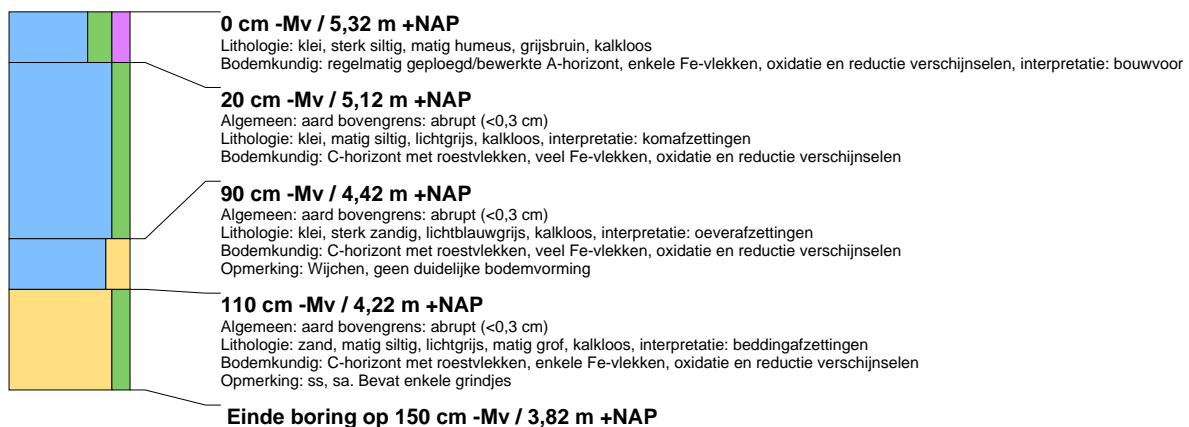 0 cm -Mv / 5,32 m +NAP
Lithologie: klei, sterk siltig, matig humeus, grijsbruin, kalkloos
Bodemkundig: regelmatig geploegd/bewerkte A-horizont, enkele Fe-vlekken, oxidatie en reductie verschijnselen, interpretatie: bouwvoor
20 cm -Mv / 5,12 m +NAP
Algemeen: aard bovengrens: abrupt (<0,3 cm)
Lithologie: klei, matig siltig, lichtgrijs, kalkloos, interpretatie: komafzettingen
Bodemkundig: C-horizont met roestvlekken, veel Fe-vlekken, oxidatie en reductie verschijnselen
90 cm -Mv / 4,42 m +NAP
Algemeen: aard bovengrens: abrupt (<0,3 cm)
Lithologie: klei, sterk zandig, lichtblauwgrijs, kalkloos, interpretatie: oeverafzettingen
Bodemkundig: C-horizont met roestvlekken, veel Fe-vlekken, oxidatie en reductie verschijnselen
Opmerking: Wijchen, geen duidelijke bodemvorming
110 cm -Mv / 4,22 m +NAP
Algemeen: aard bovengrens: abrupt (<0,3 cm)
Lithologie: zand, matig siltig, lichtgrijs, matig grof, kalkloos, interpretatie: beddingafzettingen
Bodemkundig: C-horizont met roestvlekken, enkele Fe-vlekken, oxidatie en reductie verschijnselen
Opmerking: ss, sa. Bevat enkele grindjes
Einde boring op 150 cm -Mv / 3,82 m +NAP